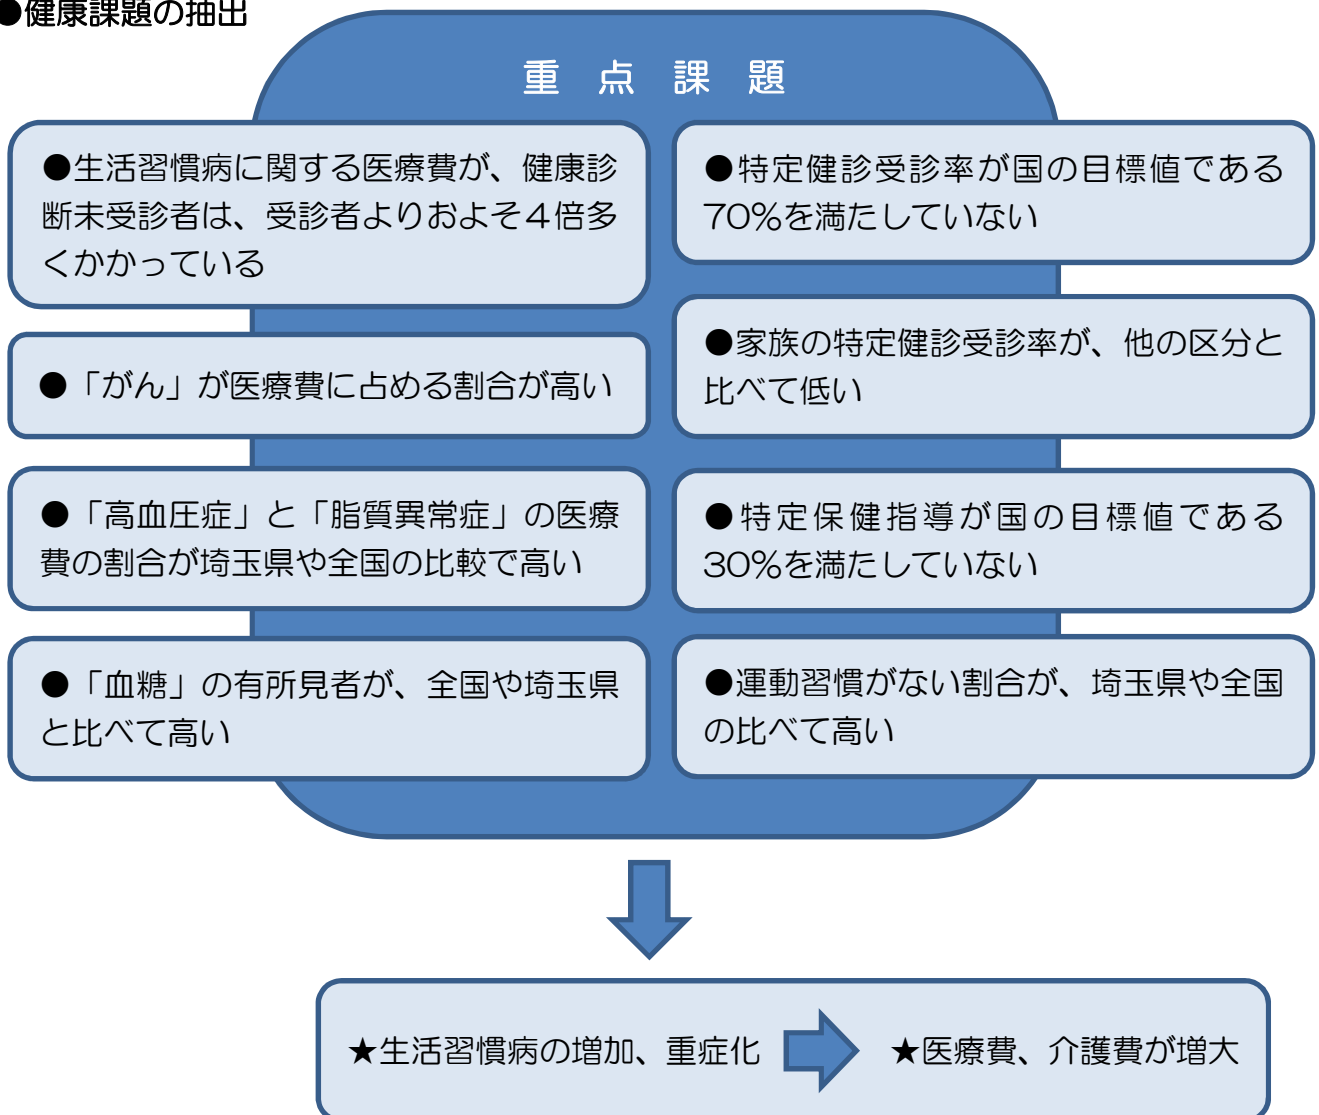 ●健康課題の抽出
重 点 課 題
●生活習慣病に関する医療費が、健康診
断未受診者は、受診者よりおよそ４倍多
くかかっている
●「がん」が医療費に占める割合が高い
●「高血圧症」と「脂質異常症」の医療
費の割合が埼玉県や全国の比較で高い
●「血糖」の有所見者が、全国や埼玉県
と比べて高い
●特定健診受診率が国の目標値である
70％を満たしていない
●家族の特定健診受診率が、他の区分と
比べて低い
●特定保健指導が国の目標値である
30％を満たしていない
●運動習慣がない割合が、埼玉県や全国
の比べて高い
★生活習慣病の増加、重症化
★医療費、介護費が増大